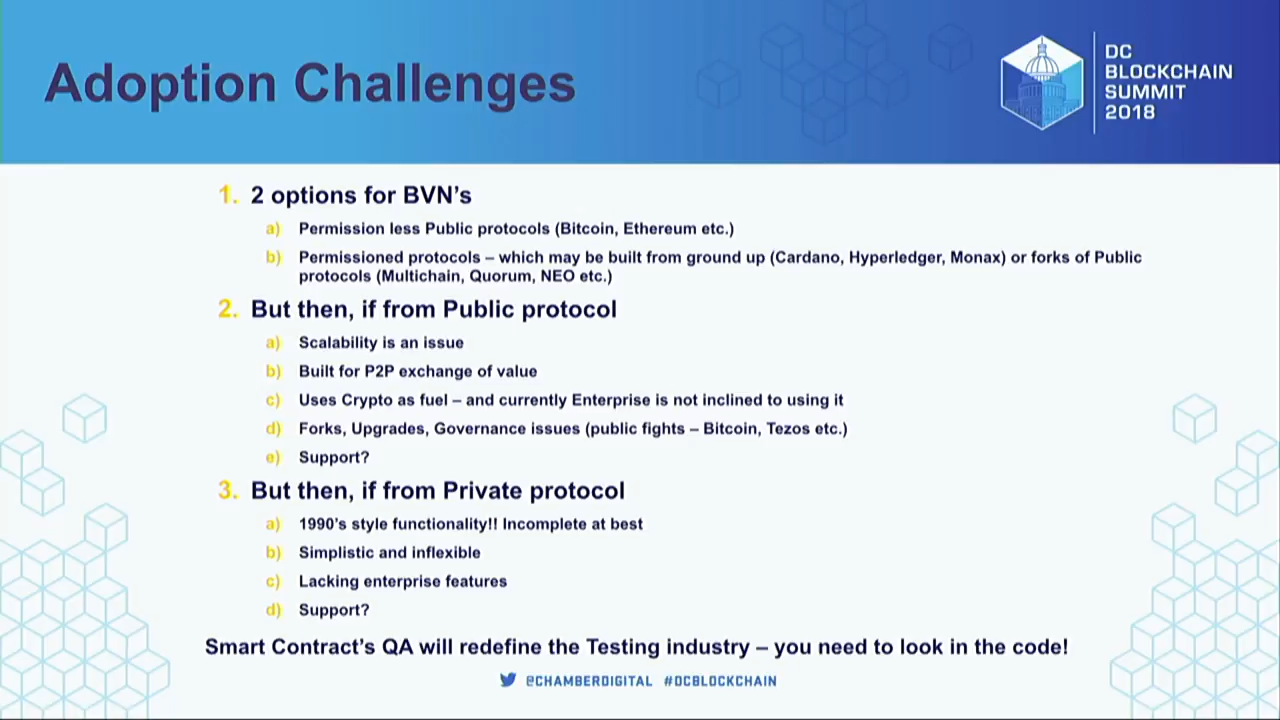 Adoption Challenges
DC
BLOCKCHAIN
SUMMIT
2018
1. 2 options for BVN's
a) Permission less Public protocols (Bitcoin, Ethereum etc.)
b) Permissioned protocols – which may be built from ground up (Cardano, Hyperledger, Monax) or forks of Public
protocols (Multichain, Quorum, NEO etc.)
2. But then, if from Public protocol
a) Scalability is an issue
b) Built for P2P exchange of value
c) Uses Crypto as fuel – and currently Enterprise is not inclined to using it
d) Forks, Upgrades, Governance issues (public fights – Bitcoin, Tezos etc.)
e) Support?
3. But then, if from Private protocol
a) 1990's style functionality!! Incomplete at best
b) Simplistic and inflexible
c) Lacking enterprise features
d) Support?
Smart Contract's QA will redefine the Testing industry – you need to look in the code!
@CHAMBERDIGITAL #DCBLOCKCHAIN